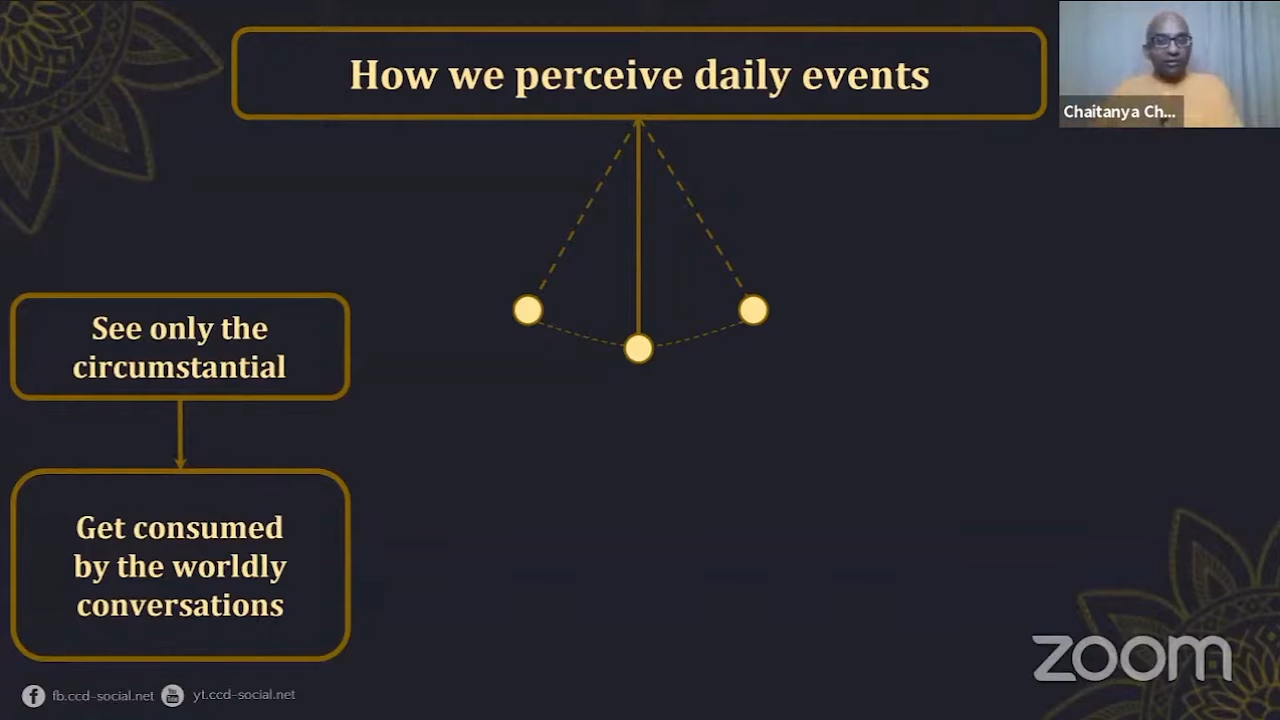 How we perceive daily events
Chaitanya Ch...
See only the
circumstantial
Get consumed
by the worldly
conversations
zoom
fb.ccd-social.net
yt.ccd-social.net